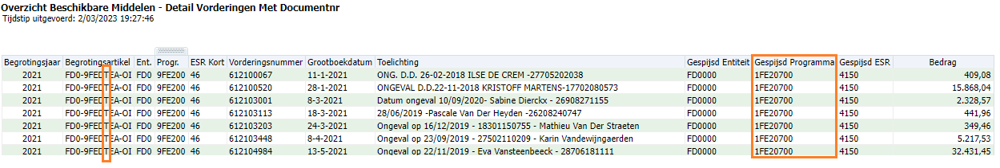 Overzicht Beschikbare Middelen - Detail Vorderingen Met Documentnr
Tijdstip uitgevoerd: 2/03/2023 19:27:46
Begrotingsjaar Begrotingsartikel Ent. Progr. ESR Kort Vorderingsnummer Grootboekdatum Toelichting Gespijsd Entiteit Gespijsd Programma Gespijsd ESR Bedrag
2021 FD0-9FEDTEA-OI FD0 9FE200 46 612100067 11-1-2021 ONG. D.D. 26-02-2018 ILSE DE CREM -27705202038 FD0000 1FE20700 4150 409,08
2021 FD0-9FEDTEA-OI FD0 9FE200 46 612100520 28-1-2021 ONGEVAL D.D.22-11-2018 KRISTOFF MARTENS-17702080573 FD0000 1FE20700 4150 15.868,04
2021 FD0-9FEDTEA-OI FD0 9FE200 46 612103001 8-3-2021 Datum ongeval 10/09/2020- Sabine Dierckx - 26908271155 FD0000 1FE20700 4150 2.328,57
2021 FD0-9FEDTEA-OI FD0 9FE200 46 612103113 18-3-2021 28/06/2019 -Pascale Van Der Heyden -26208240747 FD0000 1FE20700 4150 441,96
2021 FD0-9FEDTEA-OI FD0 9FE200 46 612103203 24-3-2021 Ongeval op 16/12/2019 - 18301150755 - Mathieu Van Der Straeten FD0000 1FE20700 4150 349,46
2021 FD0-9FEDTEA-OI FD0 9FE200 46 612103448 8-4-2021 Ongeval op 23/09/2019 - 27502110209 - Karin Vandewijngaerden FD0000 1FE20700 4150 5.217,53
2021 FD0-9FEDTEA-OI FD0 9FE200 46 612104984 13-5-2021 Ongeval op 22/11/2019 - Eva Vansteenbeeck - 28706181111 FD0000 1FE20700 4150 32.431,45